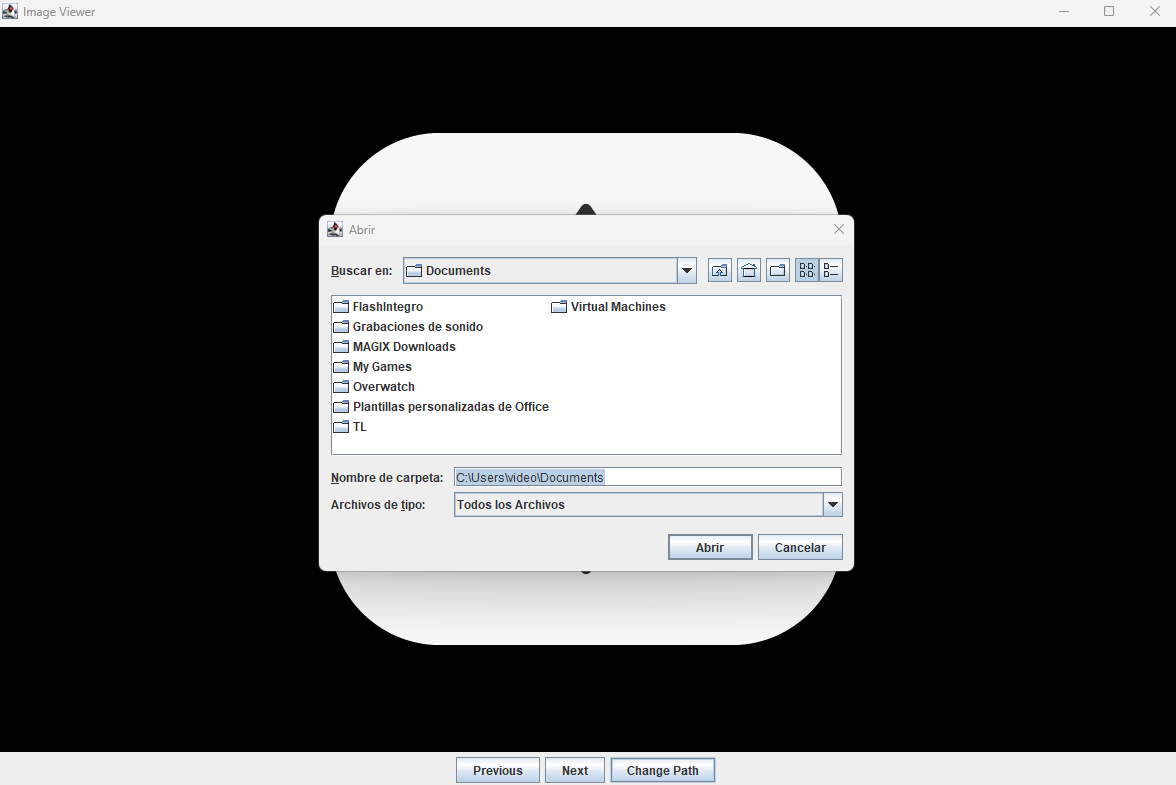 Image Viewer
Abrir
Buscar en: Documents
FlashIntegro
Grabaciones de sonido
MAGIX Downloads
My Games
Overwatch
Plantillas personalizadas de Office
TL
Virtual Machines
Nombre de carpeta: C:\Users\video\Documents
Archivos de tipo: Todos los Archivos
Abrir Cancelar
Previous Next Change Path